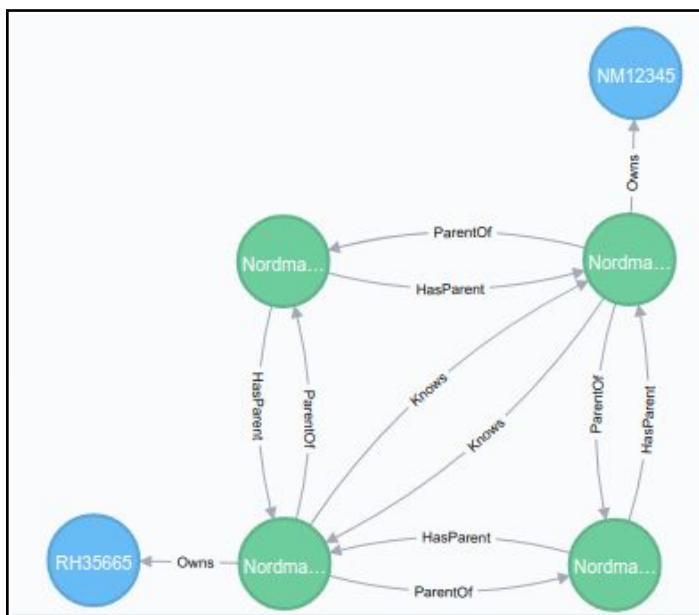 NM12345
Owns
ParentOf
Nordma...
Nordma...
HasParent
HasParent
ParentOf
Knows
Knows
ParentOf
HasParent
HasParent
RH35665
Owns
Nordma...
Nordma...
ParentOf